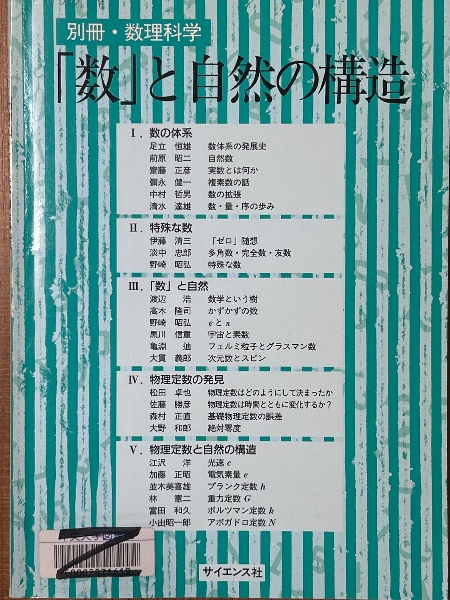 別冊・数理科学
「数」と自然の構造
Ⅰ. 数の体系
足立 恒雄 数体系の発展史
前原 昭二 自然数
齋藤 正彦 実数とは何か
彌永 健一 複素数の話
中村 哲男 数の拡張
清水 達雄 数・量・序の歩み
Ⅱ. 特殊な数
伊藤 清三 「ゼロ」随想
淡中 忠郎 多角数・完全数・友数
野崎 昭弘 特殊な数
Ⅲ. 「数」と自然
渡辺 浩 数学という樹
高木 隆司 かずかずの数
野崎 昭弘 eとπ
黒川 信重 宇宙と素数
亀淵 迪 フェルミ粒子とグラスマン数
大貫 義郎 次元数とスピン
Ⅳ. 物理定数の発見
松田 卓也 物理定数はどのようにして決まったか
佐藤 勝彦 物理定数は時間とともに変化するか?
森村 正直 基礎物理定数の誤差
大野 和郎 絶対零度
Ⅴ. 物理定数と自然の構造
江沢 洋 光速 c
加藤 正昭 電気素量 e
並木美喜雄 プランク定数 h
林 憲二 重力定数 G
富田 和久 ボルツマン定数 k
小出昭一郎 アボガドロ定数 N
サイエンス社